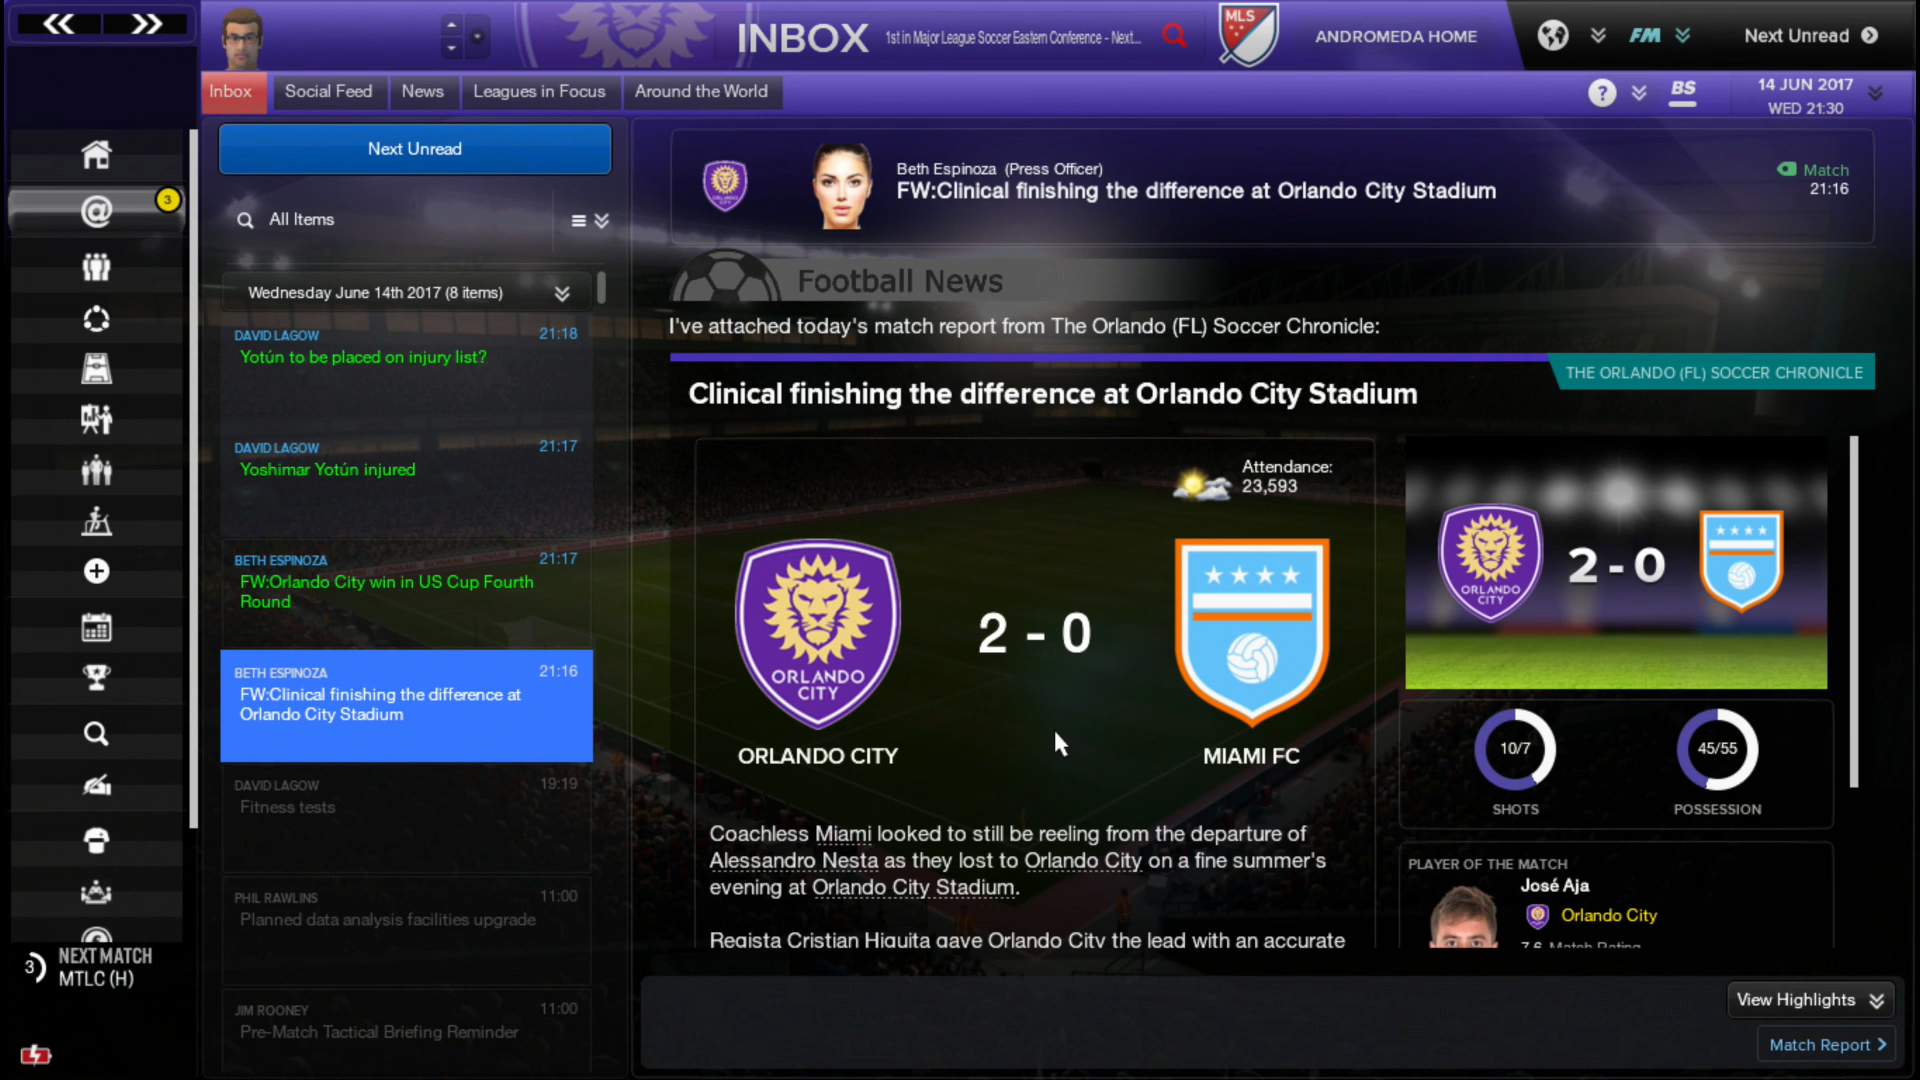 INBOX
1st in Major League Soccer Eastern Conference - Next...
MLS
ANDROMEDA HOME
FM
Next Unread
Inbox
Social Feed
News
Leagues in Focus
Around the World
?
BS
14 JUN 2017
WED 21:30
Next Unread
3
@
All Items
Wednesday June 14th 2017 (8 items)
DAVID LAGOW 21:18
Yotún to be placed on injury list?
DAVID LAGOW 21:17
Yoshimar Yotún injured
BETH ESPINOZA 21:17
FW:Orlando City win in US Cup Fourth
Round
BETH ESPINOZA 21:16
FW:Clinical finishing the difference at
Orlando City Stadium
DAVID LAGOW 19:19
Fitness tests
PHIL RAWLINS 11:00
Planned data analysis facilities upgrade
JIM ROONEY 11:00
Pre-Match Tactical Briefing Reminder
3
NEXT MATCH
MTLC (H)
Beth Espinoza (Press Officer)
FW:Clinical finishing the difference at Orlando City Stadium
Match
21:16
Football News
I've attached today's match report from The Orlando (FL) Soccer Chronicle:
THE ORLANDO (FL) SOCCER CHRONICLE
Clinical finishing the difference at Orlando City Stadium
Attendance:
23,593
ORLANDO
CITY
2 - 0
ORLANDO CITY
MIAMI FC
Coachless Miami looked to still be reeling from the departure of
Alessandro Nesta as they lost to Orlando City on a fine summer's
evening at Orlando City Stadium.
Regista Cristian Higuita gave Orlando City the lead with an accurate
ORLANDO
CITY
2 - 0
10/7
SHOTS
45/55
POSSESSION
PLAYER OF THE MATCH
José Aja
Orlando City
7.6 Match Rating
View Highlights
Match Report